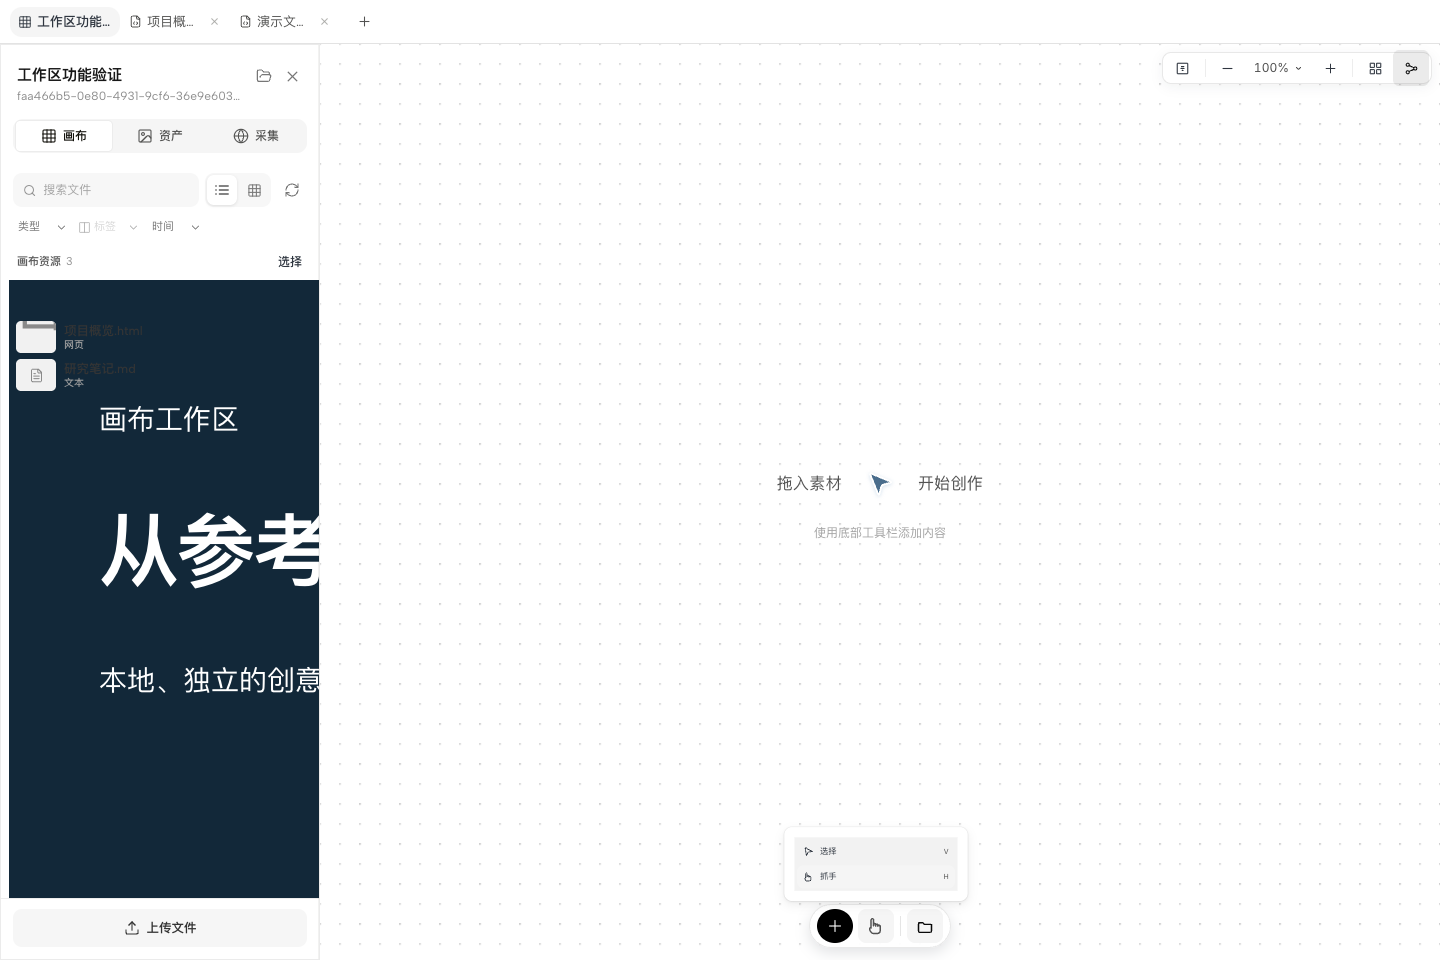 工作区功能...
项目概...
演示文...
工作区功能验证
faa466b5-0e80-4931-9cf6-36e9e603...
100%
画布
资产
采集
搜索文件
类型
标签
时间
画布资源 3
选择
项目概览.html
网页
研究笔记.md
文本
画布工作区
从参考
本地、独立的创意
上传文件
拖入素材
开始创作
使用底部工具栏添加内容
选择 V
抓手 H